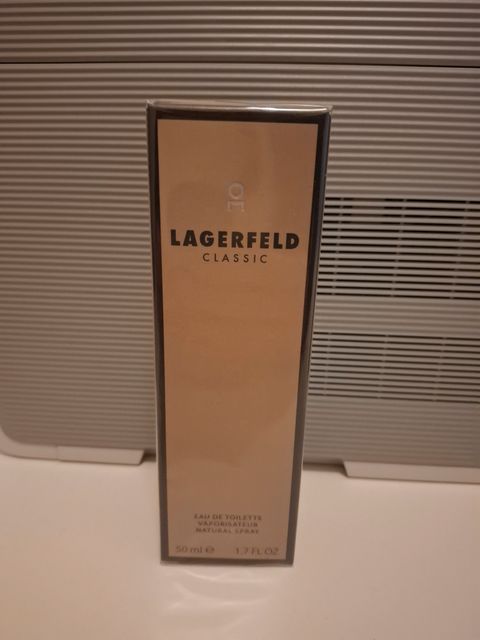 LAGERFELD
CLASSIC
EAU DE TOILETTE
VAPORISATEUR
NATURAL SPRAY
50 ml ℮ 1.7 FL OZ